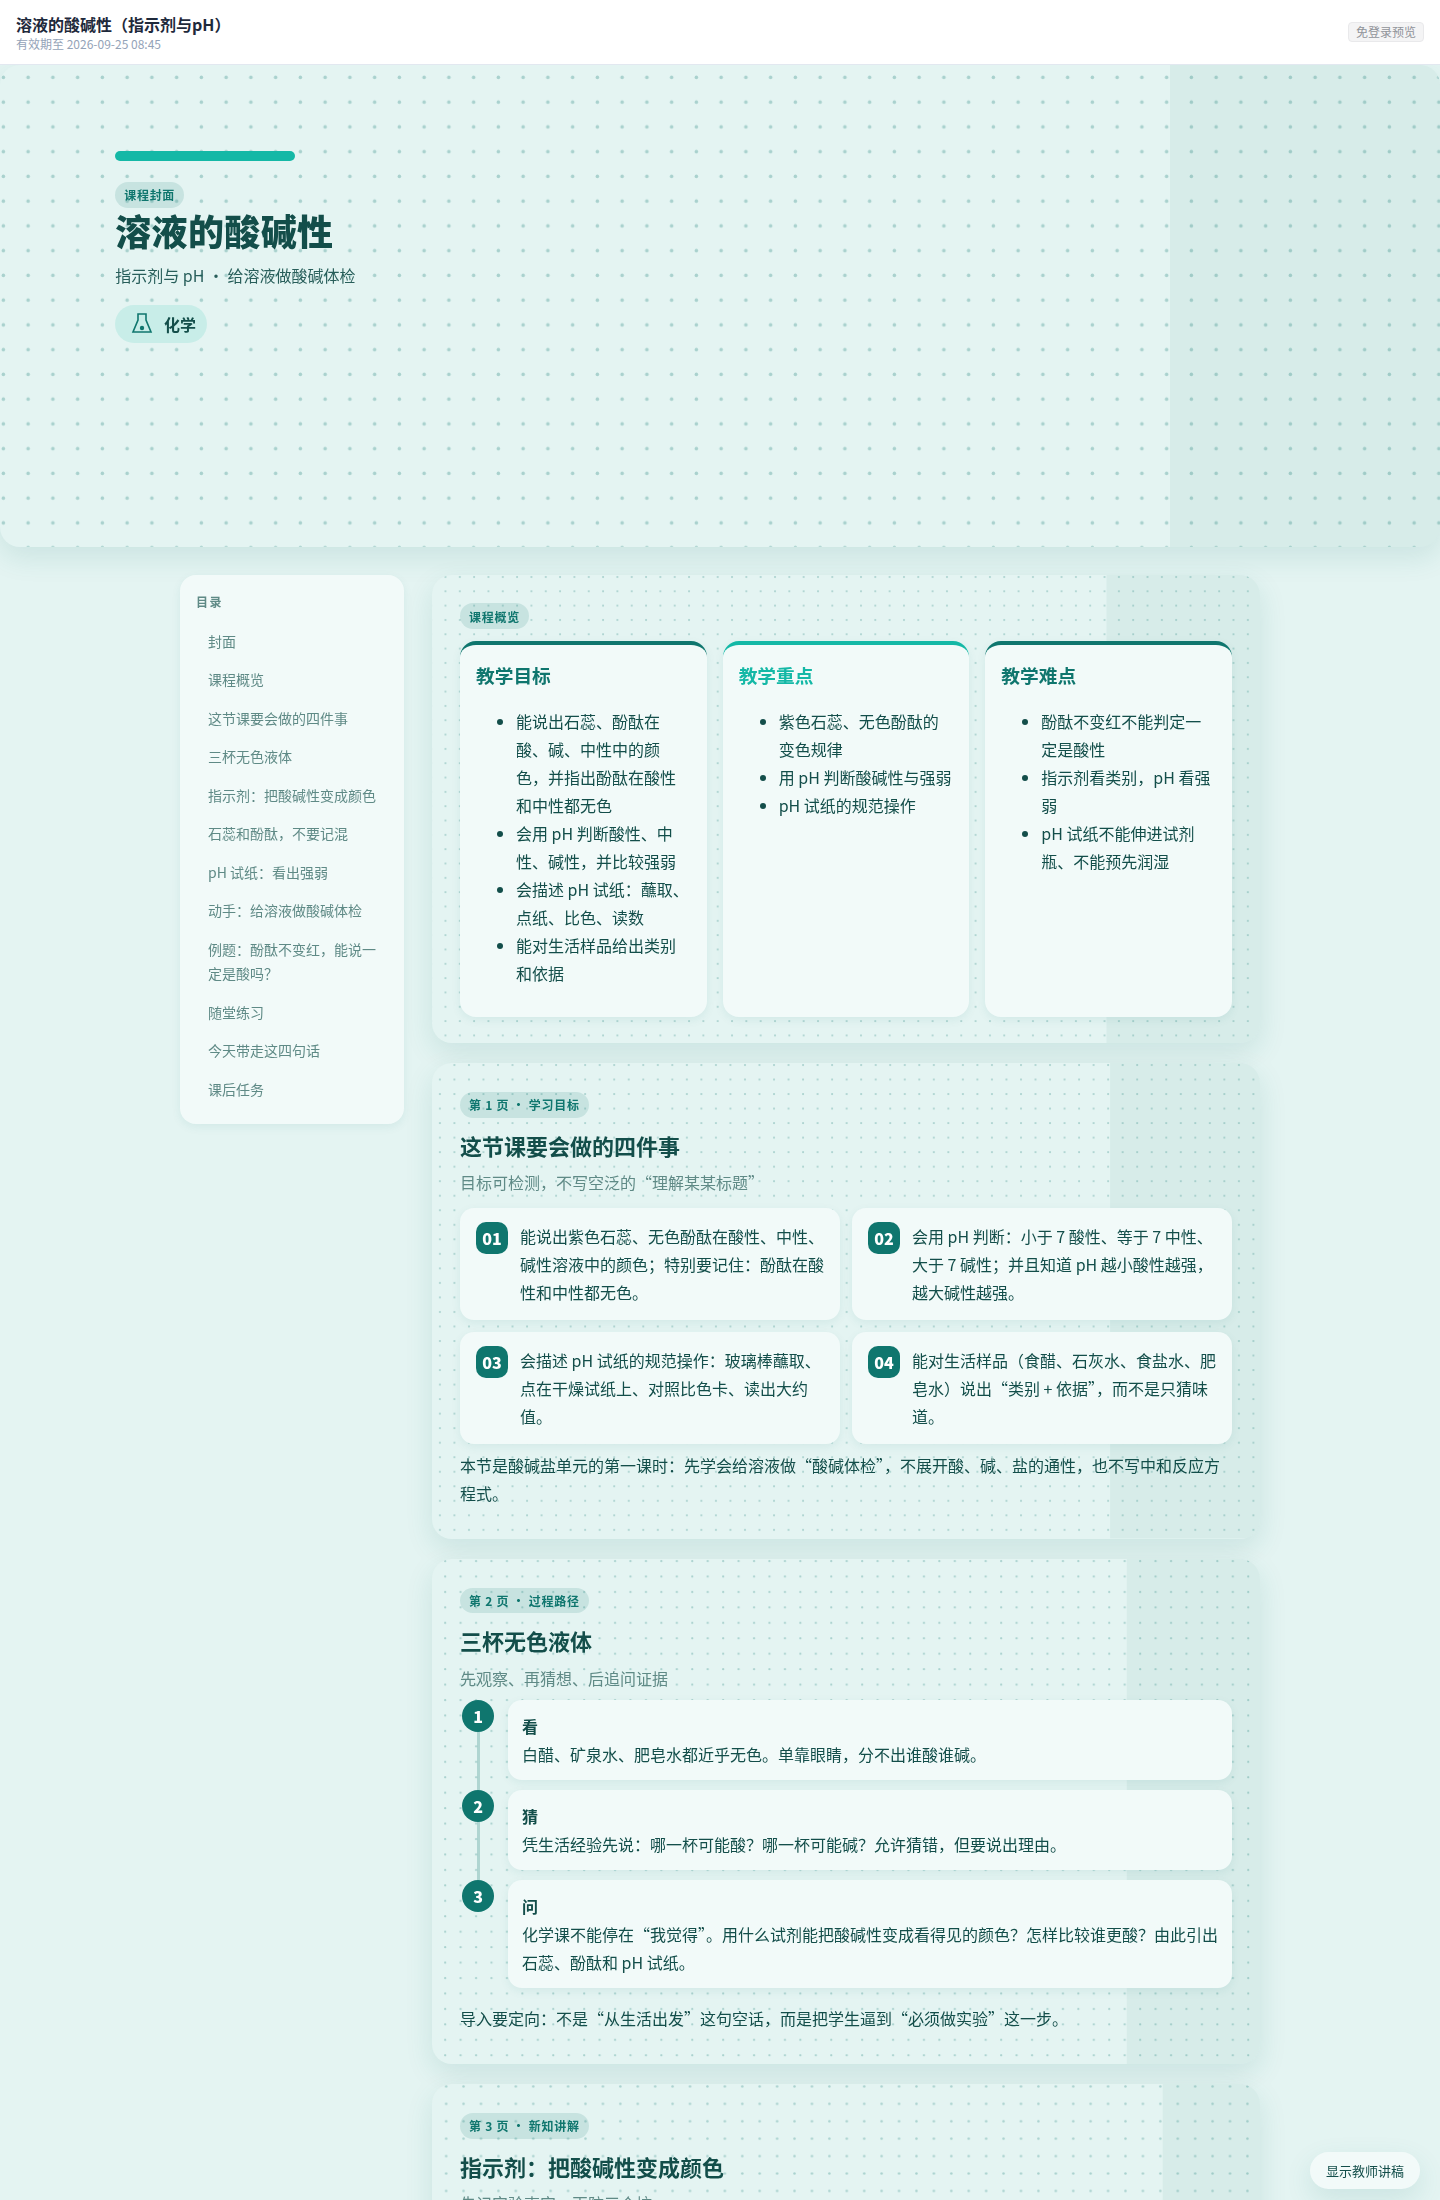 溶液的酸碱性（指示剂与pH）
有效期至 2026-09-25 08:45
免登录预览
课程封面
溶液的酸碱性
指示剂与 pH · 给溶液做酸碱体检
化学
目录
封面
课程概览
这节课要会做的四件事
三杯无色液体
指示剂：把酸碱性变成颜色
石蕊和酚酞，不要记混
pH 试纸：看出强弱
动手：给溶液做酸碱体检
例题：酚酞不变红，能说一
定是酸吗？
随堂练习
今天带走这四句话
课后任务
课程概览
教学目标
能说出石蕊、酚酞在
酸、碱、中性中的颜
色，并指出酚酞在酸性
和中性都无色
会用 pH 判断酸性、中
性、碱性，并比较强弱
会描述 pH 试纸：蘸取、
点纸、比色、读数
能对生活样品给出类别
和依据
教学重点
紫色石蕊、无色酚酞的
变色规律
用 pH 判断酸碱性与强弱
pH 试纸的规范操作
教学难点
酚酞不变红不能判定一
定是酸性
指示剂看类别，pH 看强
弱
pH 试纸不能伸进试剂
瓶、不能预先润湿
第 1 页 · 学习目标
这节课要会做的四件事
目标可检测，不写空泛的“理解某某标题”
01
能说出紫色石蕊、无色酚酞在酸性、中性、
碱性溶液中的颜色；特别要记住：酚酞在酸
性和中性都无色。
02
会用 pH 判断：小于 7 酸性、等于 7 中性、
大于 7 碱性；并且知道 pH 越小酸性越强，
越大碱性越强。
03
会描述 pH 试纸的规范操作：玻璃棒蘸取、
点在干燥试纸上、对照比色卡、读出大约
值。
04
能对生活样品（食醋、石灰水、食盐水、肥
皂水）说出“类别 + 依据”，而不是只猜味
道。
本节是酸碱盐单元的第一课时：先学会给溶液做“酸碱体检”，不展开酸、碱、盐的通性，也不写中和反应方
程式。
第 2 页 · 过程路径
三杯无色液体
先观察、再猜想、后追问证据
1
看
白醋、矿泉水、肥皂水都近乎无色。单靠眼睛，分不出谁酸谁碱。
2
猜
凭生活经验先说：哪一杯可能酸？哪一杯可能碱？允许猜错，但要说出理由。
3
问
化学课不能停在“我觉得”。用什么试剂能把酸碱性变成看得见的颜色？怎样比较谁更酸？由此引出
石蕊、酚酞和 pH 试纸。
导入要定向：不是“从生活出发”这句空话，而是把学生逼到“必须做实验”这一步。
第 3 页 · 新知讲解
指示剂：把酸碱性变成颜色
显示教师讲稿